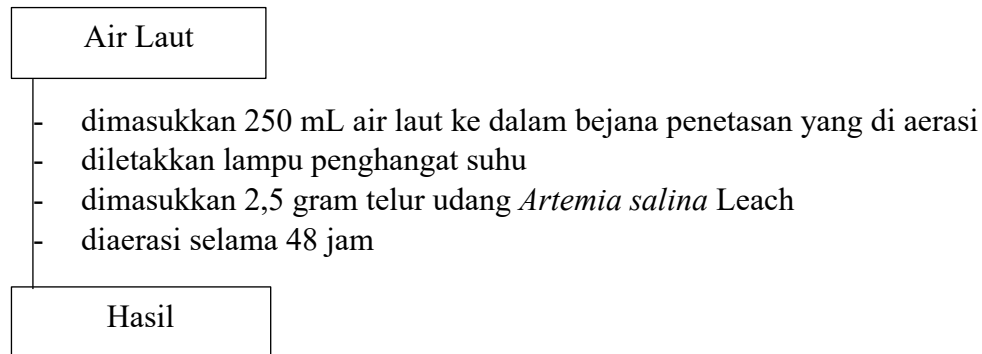 Air Laut
- dimasukkan 250 mL air laut ke dalam bejana penetasan yang di aerasi
- diletakkan lampu penghangat suhu
- dimasukkan 2,5 gram telur udang Artemia salina Leach
- diaerasi selama 48 jam
Hasil